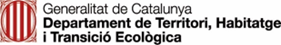 Generalitat de Catalunya
Departament de Territori, Habitatge
i Transició Ecològica